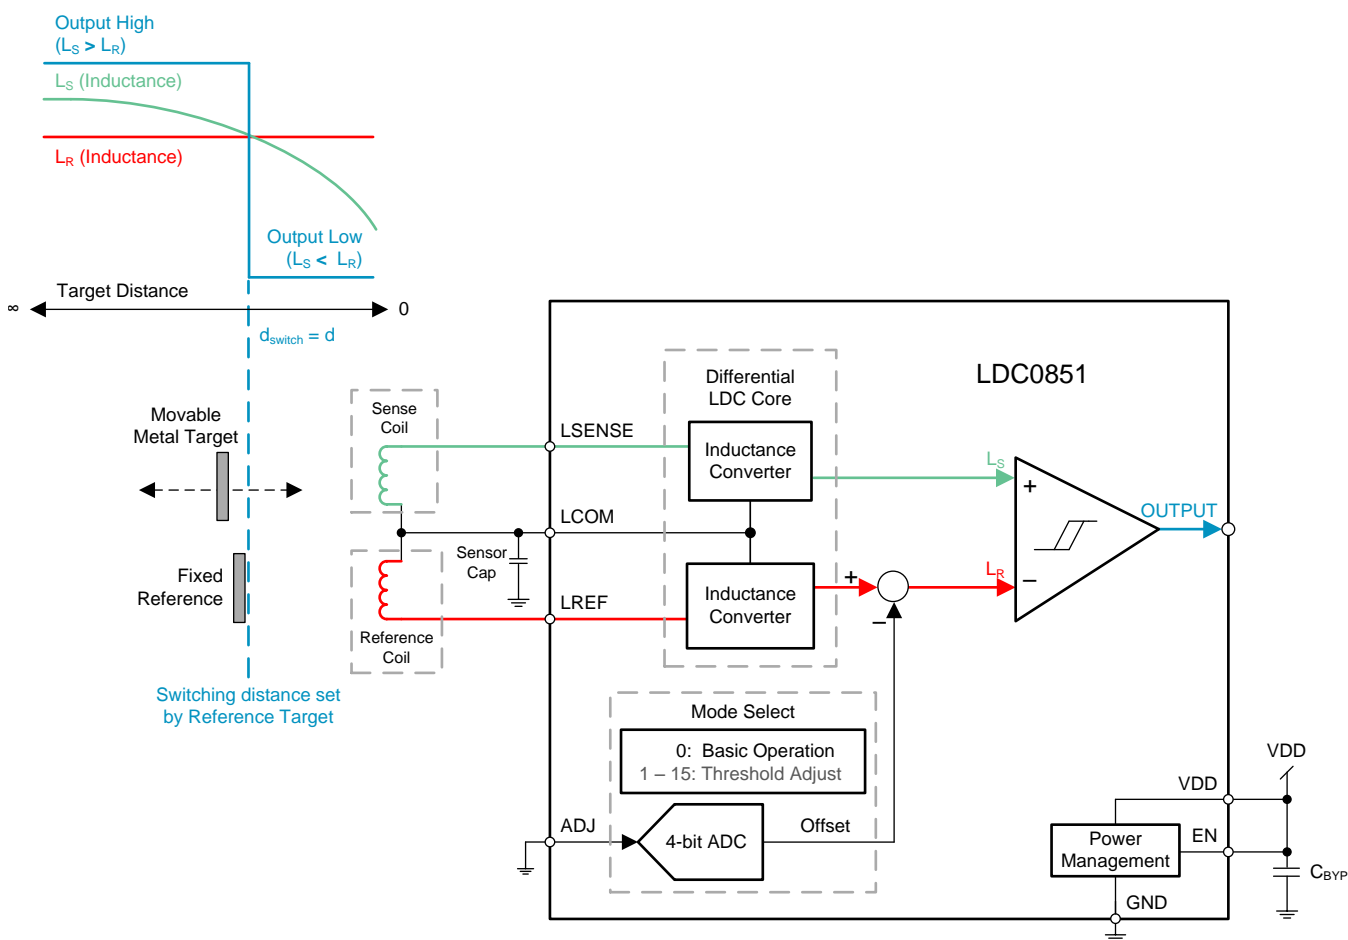 Output High
(LS > LR)
LS (Inductance)
LR (Inductance)
Output Low
(LS < LR)
∞
Target Distance
0
dswitch = d
Movable
Metal Target
Fixed
Reference
Switching distance set
by Reference Target
Sense
Coil
Reference
Coil
Sensor
Cap
LSENSE
LCOM
LREF
Differential
LDC Core
Inductance
Converter
Inductance
Converter
LDC0851
LS
+
LR
−
+
−
OUTPUT
Mode Select
0: Basic Operation
1 – 15: Threshold Adjust
ADJ
4-bit ADC
Offset
VDD
VDD
EN
Power
Management
GND
CBYP